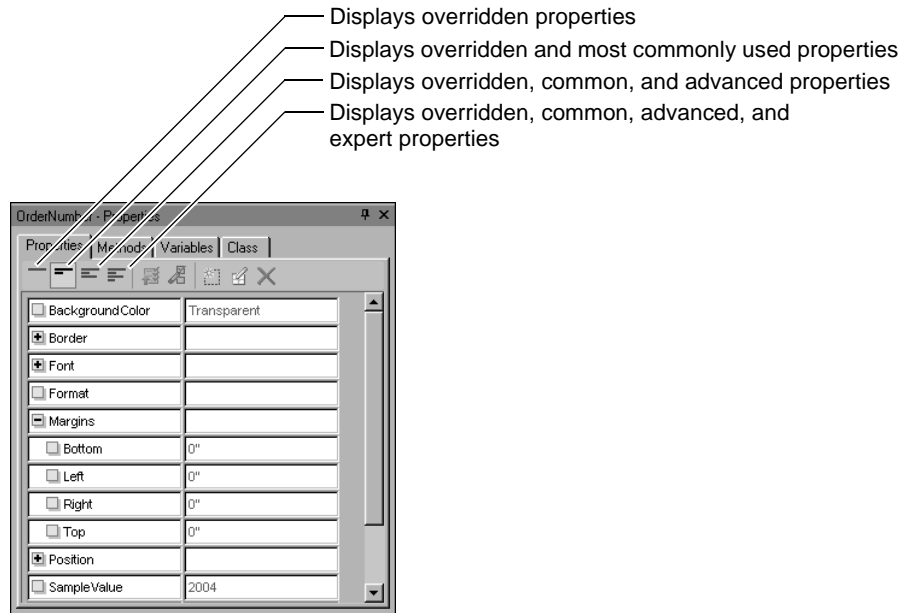 Displays overridden properties
Displays overridden and most commonly used properties
Displays overridden, common, and advanced properties
Displays overridden, common, advanced, and
expert properties
OrderNumber - Properties
Properties Methods Variables Class
BackgroundColor Transparent
Border
Font
Format
Margins
Bottom 0"
Left 0"
Right 0"
Top 0"
Position
SampleValue 2004